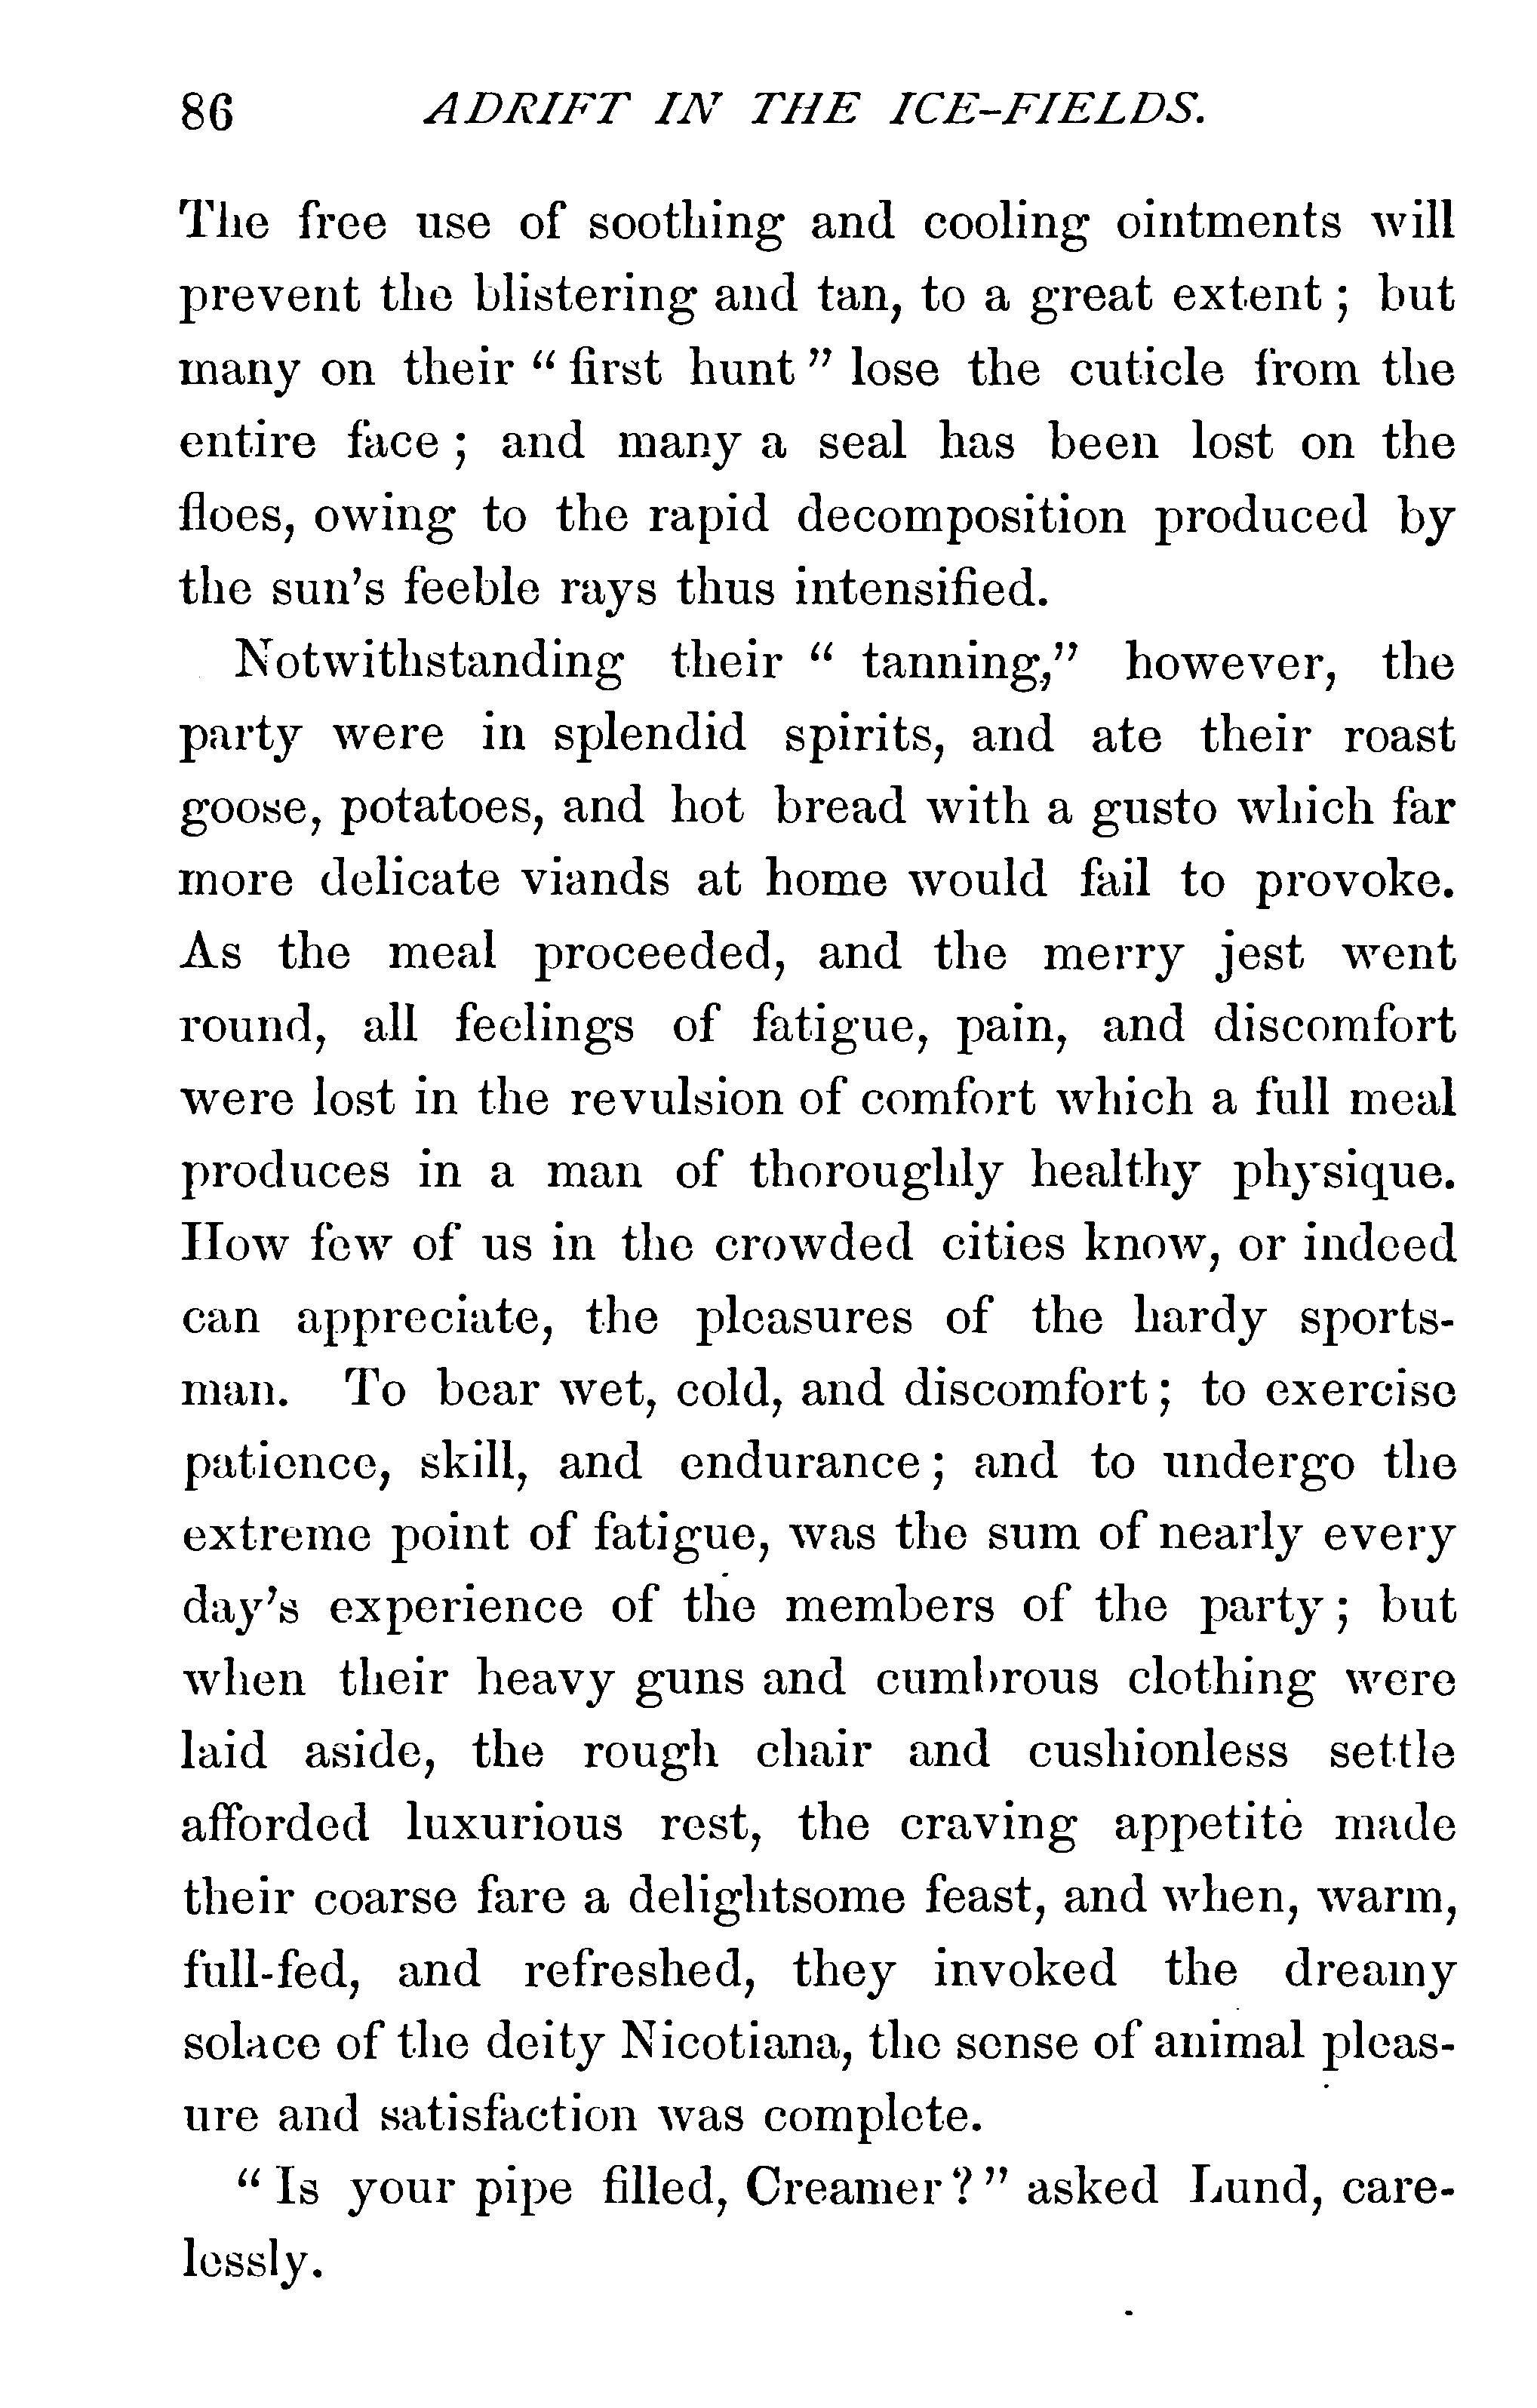 86 ADRIFT IN THE ICE-FIELDS.
The free use of soothing and cooling ointments will
prevent the blistering and tan, to a great extent ; but
many on their “ first hunt ” lose the cuticle from the
entire face ; and many a seal has been lost on the
floes, owing to the rapid decomposition produced by
the sun’s feeble rays thus intensified.
Notwithstanding their “ tanning,” however, the
party were in splendid spirits, and ate their roast
goose, potatoes, and hot bread with a gusto which far
more delicate viands at home would fail to provoke.
As the meal proceeded, and the merry jest went
round, all feelings of fatigue, pain, and discomfort
were lost in the revulsion of comfort which a full meal
produces in a man of thoroughly healthy physique.
How few of us in the crowded cities know, or indeed
can appreciate, the pleasures of the hardy sports-
man. To bear wet, cold, and discomfort ; to exercise
patience, skill, and endurance ; and to undergo the
extreme point of fatigue, was the sum of nearly every
day’s experience of the members of the party ; but
when their heavy guns and cumbrous clothing were
laid aside, the rough chair and cushionless settle
afforded luxurious rest, the craving appetite made
their coarse fare a delightsome feast, and when, warm,
full-fed, and refreshed, they invoked the dreamy
solace of the deity Nicotiana, the sense of animal pleas-
ure and satisfaction was complete.
“ Is your pipe filled, Creamer ? ” asked Lund, care-
lessly.